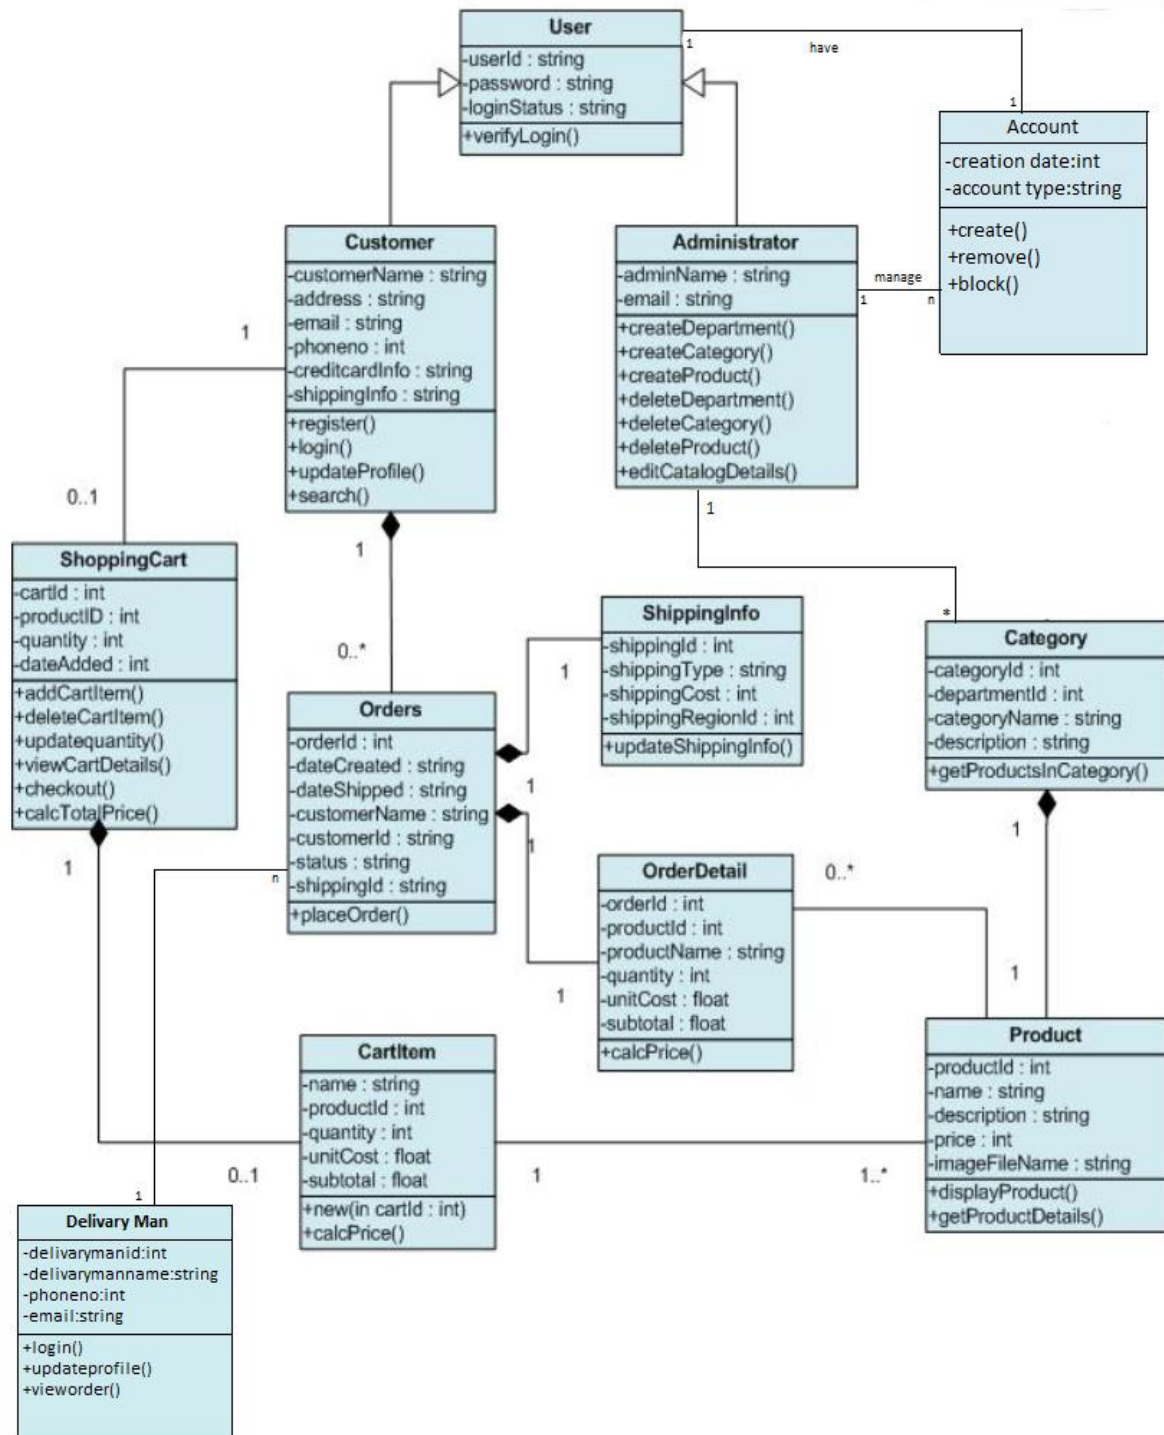 User
-userId : string
-password : string
-loginStatus : string
+verifyLogin()
1
have
1
Account
-creation date:int
-account type:string
+create()
+remove()
+block()
Customer
-customerName : string
-address : string
-email : string
-phoneno : int
-creditcardInfo : string
-shippingInfo : string
+register()
+login()
+updateProfile()
+search()
Administrator
-adminName : string
-email : string
+createDepartment()
+createCategory()
+createProduct()
+deleteDepartment()
+deleteCategory()
+deleteProduct()
+editCatalogDetails()
manage
1
n
1
0..1
1
0..*
1
*
ShoppingCart
-cartId : int
-productID : int
-quantity : int
-dateAdded : int
+addCartItem()
+deleteCartItem()
+updatequantity()
+viewCartDetails()
+checkout()
+calcTotalPrice()
Orders
-orderId : int
-dateCreated : string
-dateShipped : string
-customerName : string
-customerId : string
-status : string
-shippingId : string
+placeOrder()
ShippingInfo
-shippingId : int
-shippingType : string
-shippingCost : int
-shippingRegionId : int
+updateShippingInfo()
Category
-categoryId : int
-departmentId : int
-categoryName : string
-description : string
+getProductsInCategory()
1
1
1
1
1
n
1
0..*
1
OrderDetail
-orderId : int
-productId : int
-productName : string
-quantity : int
-unitCost : float
-subtotal : float
+calcPrice()
CartItem
-name : string
-productId : int
-quantity : int
-unitCost : float
-subtotal : float
+new(in cartId : int)
+calcPrice()
Product
-productId : int
-name : string
-description : string
-price : int
-imageFileName : string
+displayProduct()
+getProductDetails()
0..1
1
1..*
1
Delivary Man
-delivarymanid:int
-delivarymanname:string
-phoneno:int
-email:string
+login()
+updateprofile()
+vieworder()